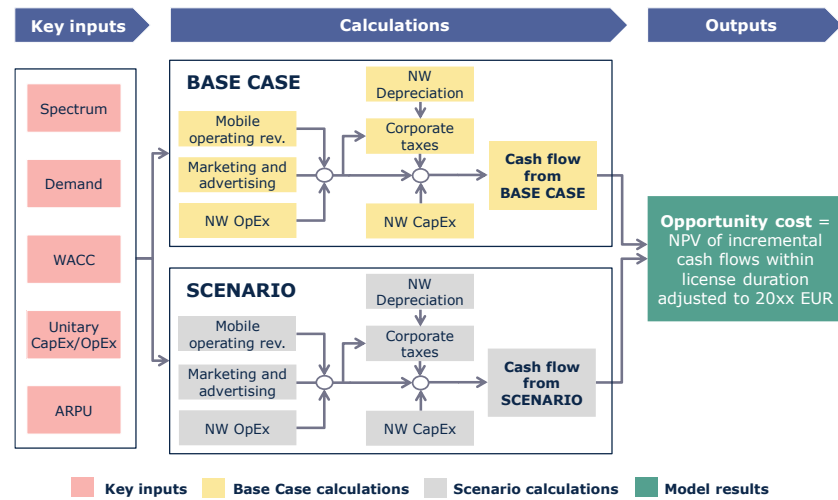 Key inputs
Calculations
Outputs
Spectrum
Demand
WACC
Unitary
CapEx/OpEx
ARPU
BASE CASE
NW
Depreciation
Mobile
operating rev.
Corporate
taxes
Marketing and
advertising
NW OpEx
NW CapEx
Cash flow
from
BASE CASE
SCENARIO
NW
Depreciation
Mobile
operating rev.
Corporate
taxes
Marketing and
advertising
NW OpEx
NW CapEx
Cash flow
from
SCENARIO
Opportunity cost =
NPV of incremental
cash flows within
license duration
adjusted to 20xx EUR
Key inputs
Base Case calculations
Scenario calculations
Model results